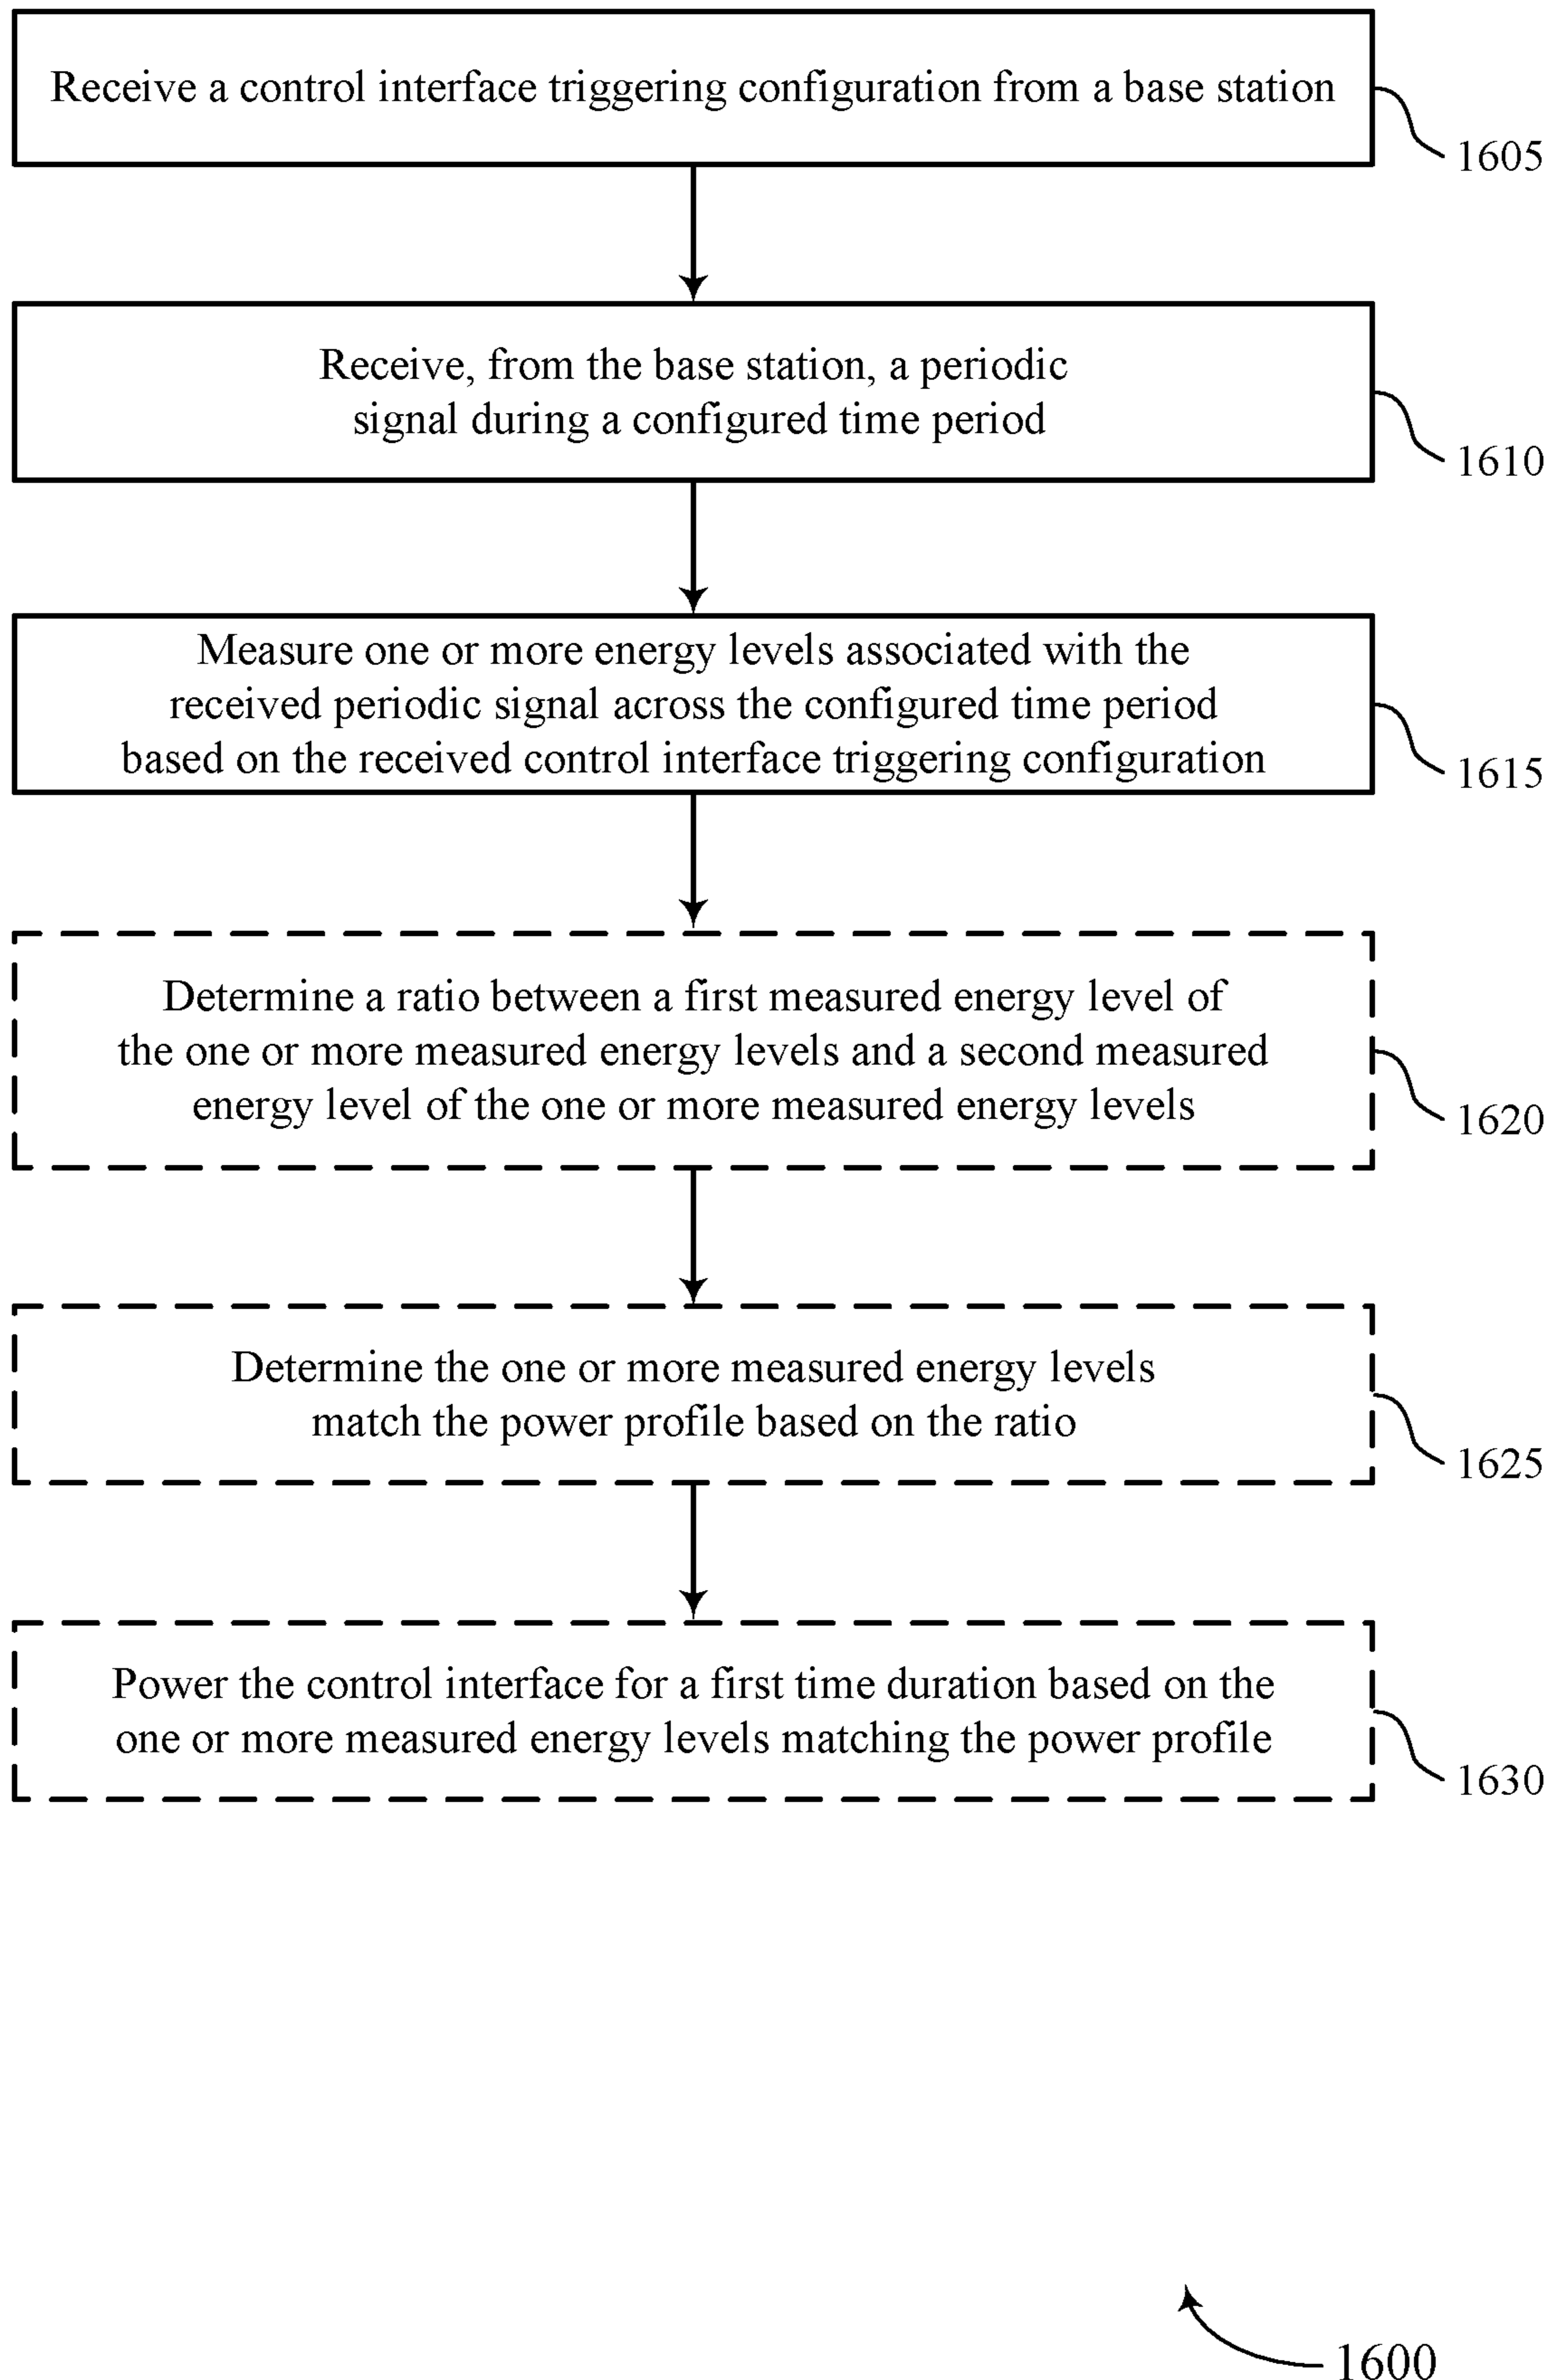 Receive a control interface triggering configuration from a base station
1605
Receive, from the base station, a periodic
signal during a configured time period
1610
Measure one or more energy levels associated with the
received periodic signal across the configured time period
based on the received control interface triggering configuration
1615
Determine a ratio between a first measured energy level of
the one or more measured energy levels and a second measured
energy level of the one or more measured energy levels
1620
Determine the one or more measured energy levels
match the power profile based on the ratio
1625
Power the control interface for a first time duration based on the
one or more measured energy levels matching the power profile
1630
1600